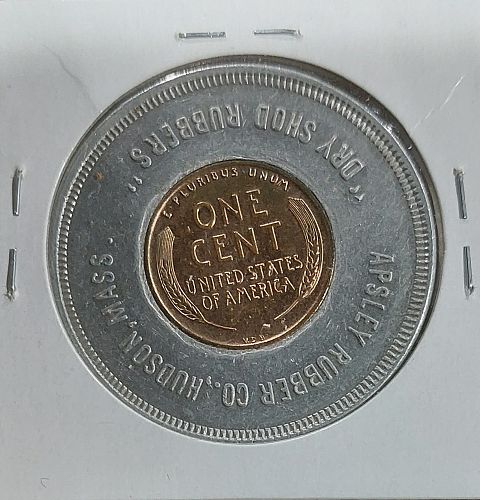 " DRY SHOD RUBBERS "
APSLEY RUBBER CO., HUDSON, MASS.
E·PLURIBUS·UNUM
ONE
CENT
UNITED STATES
OF AMERICA
V.D.B.